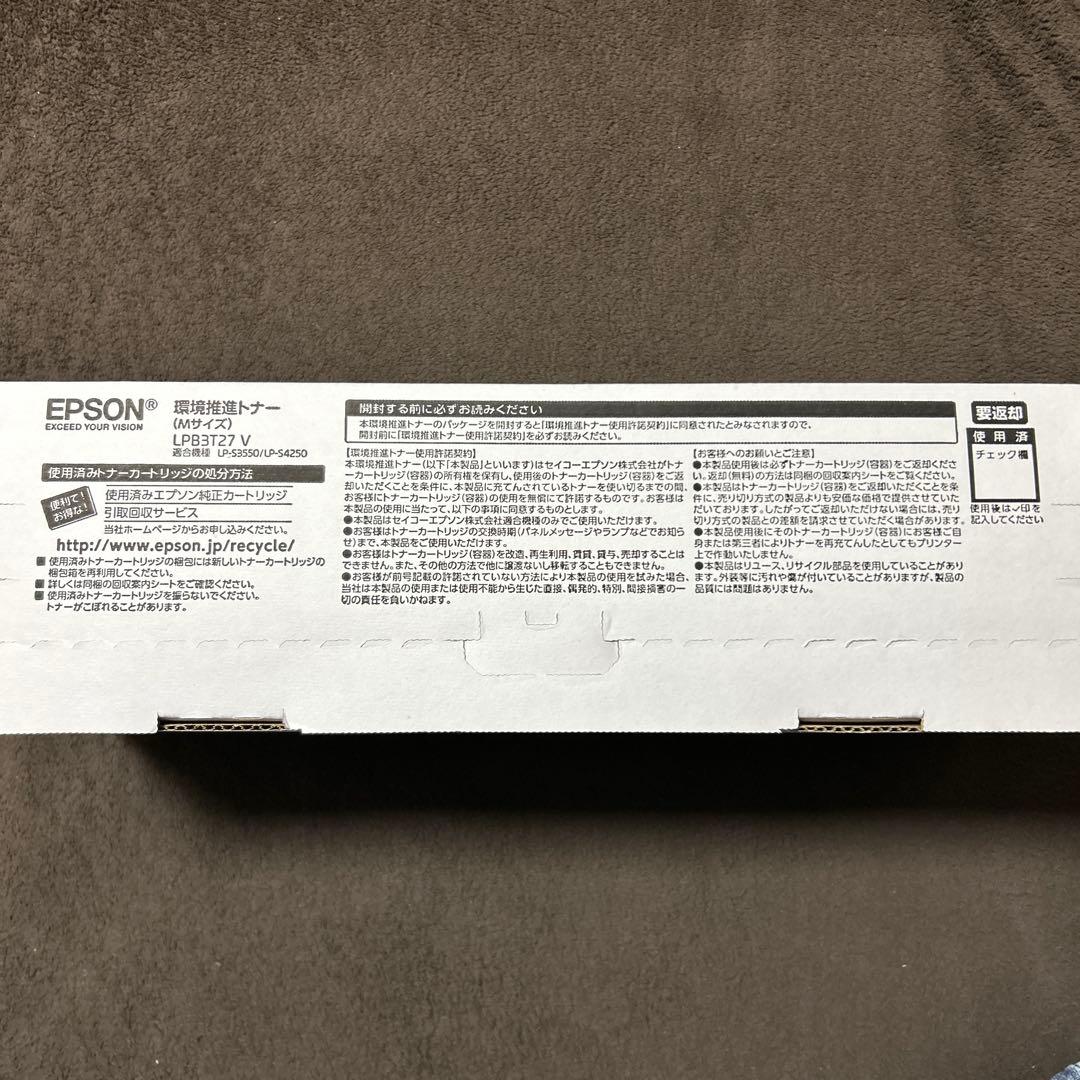 EPSON®
EXCEED YOUR VISION
環境推進トナー
(Mサイズ)
LPB3T27 V
適合機種 LP-S3550/LP-S4250
使用済みトナーカートリッジの処分方法
便利で!
お得な!
使用済みエプソン純正カートリッジ
引取回収サービス
当社ホームページからお申し込みください。
http://www.epson.jp/recycle/
■ 使用済みトナーカートリッジの梱包には新しいトナーカートリッジの
梱包箱を再利用してください。
■ 詳しくは同梱の回収案内シートをご確認ください。
■ 使用済みトナーカートリッジを振らないでください。
トナーがこぼれることがあります。
開封する前に必ずお読みください
本環境推進トナーのパッケージを開封すると「環境推進トナー使用許諾契約」に同意されたとみなされますので、
開封前に「環境推進トナー使用許諾契約」を必ずお読みください。
【環境推進トナー使用許諾契約】
本環境推進トナー(以下「本製品」といいます)はセイコーエプソン株式会社がトナ
ーカートリッジ(容器)の所有権を保有し、使用後のトナーカートリッジ(容器)をご返
却いただくことを条件に、本製品に充てんされているトナーを使い切るまでの間、
お客様にトナーカートリッジ(容器)の使用を無償にて許諾するものです。お客様は
本製品の使用に当たって、以下の事項に同意するものとします。
●本製品はセイコーエプソン株式会社適合機種のみでご使用いただけます。
●お客様はトナーカートリッジの交換時期(パネルメッセージやランプなどでお知ら
せ)まで、本製品をご使用いただけます。
●お客様はトナーカートリッジ(容器)を改造、再生利用、賃貸、貸与、売却することは
できません。また、その他の方法で他に譲渡ないし移転することもできません。
●お客様が前号記載の許諾されていない方法により本製品の使用を試みた場合、
当社は本製品の使用または使用不能から生じた直接、偶発的、特別、間接損害の一
切の責任を負いかねます。
【お客様へのお願いとご注意】
●本製品使用後は必ずトナーカートリッジ(容器)をご返却くださ
い。返却(無料)の方法は同梱の回収案内シートをご覧ください。
●本製品はトナーカートリッジ(容器)をご返却いただくことを条
件に、売り切り方式の製品よりも安価な価格で提供させていた
だいております。したがってご返却いただけない場合には、売り
切り方式の製品との差額を請求させていただく場合があります。
●本製品使用後にそのトナーカートリッジ(容器)にお客様ご自
身または第三者によりトナーを再充てんしたとしてもプリンター
上で作動いたしません。
●本製品はリユース、リサイクル部品を使用していることがあり
ます。外装等に汚れや傷が付いていることがありますが、製品の
品質には問題はありません。
要返却
使用済
チェック欄
使用後は✓印を
記入してください